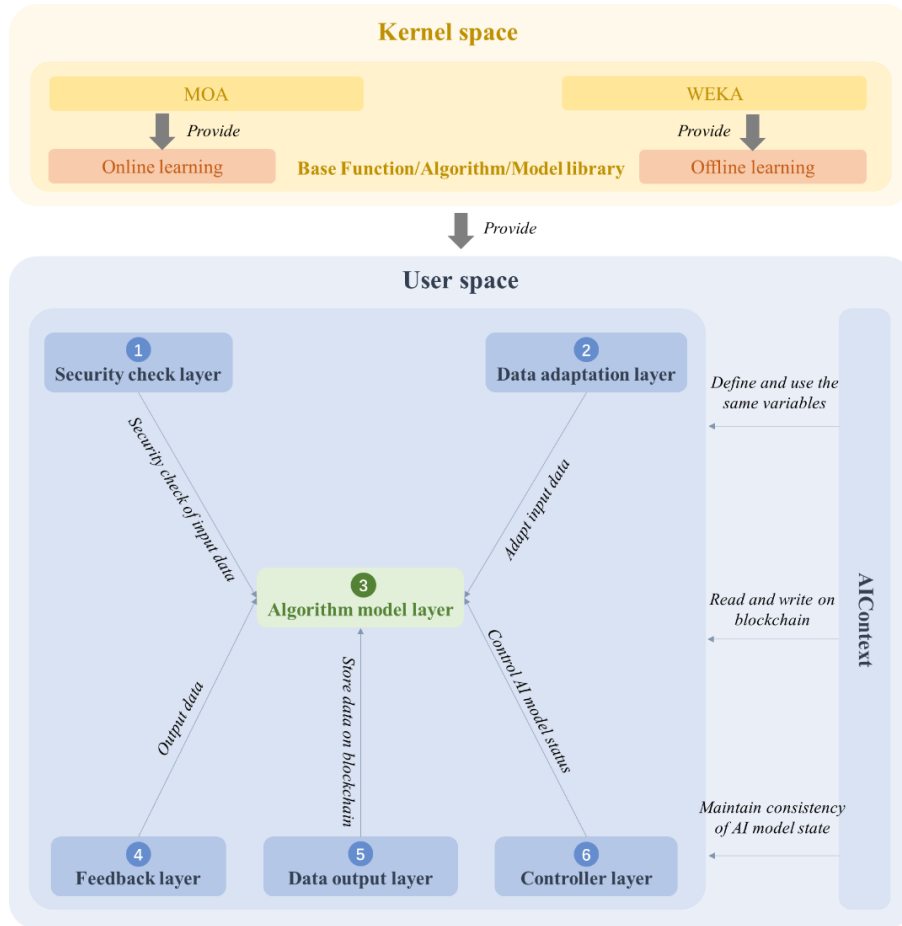 Kernel space
MOA
WEKA
Provide
Provide
Online learning
Base Function/Algorithm/Model library
Offline learning
Provide
User space
1
Security check layer
2
Data adaptation layer
Define and use the
same variables
Security check of input data
Adapt input data
3
Algorithm model layer
Read and write on
blockchain
AIContext
Output data
Store data on blockchain
Control AI model status
Maintain consistency
of AI model state
4
Feedback layer
5
Data output layer
6
Controller layer